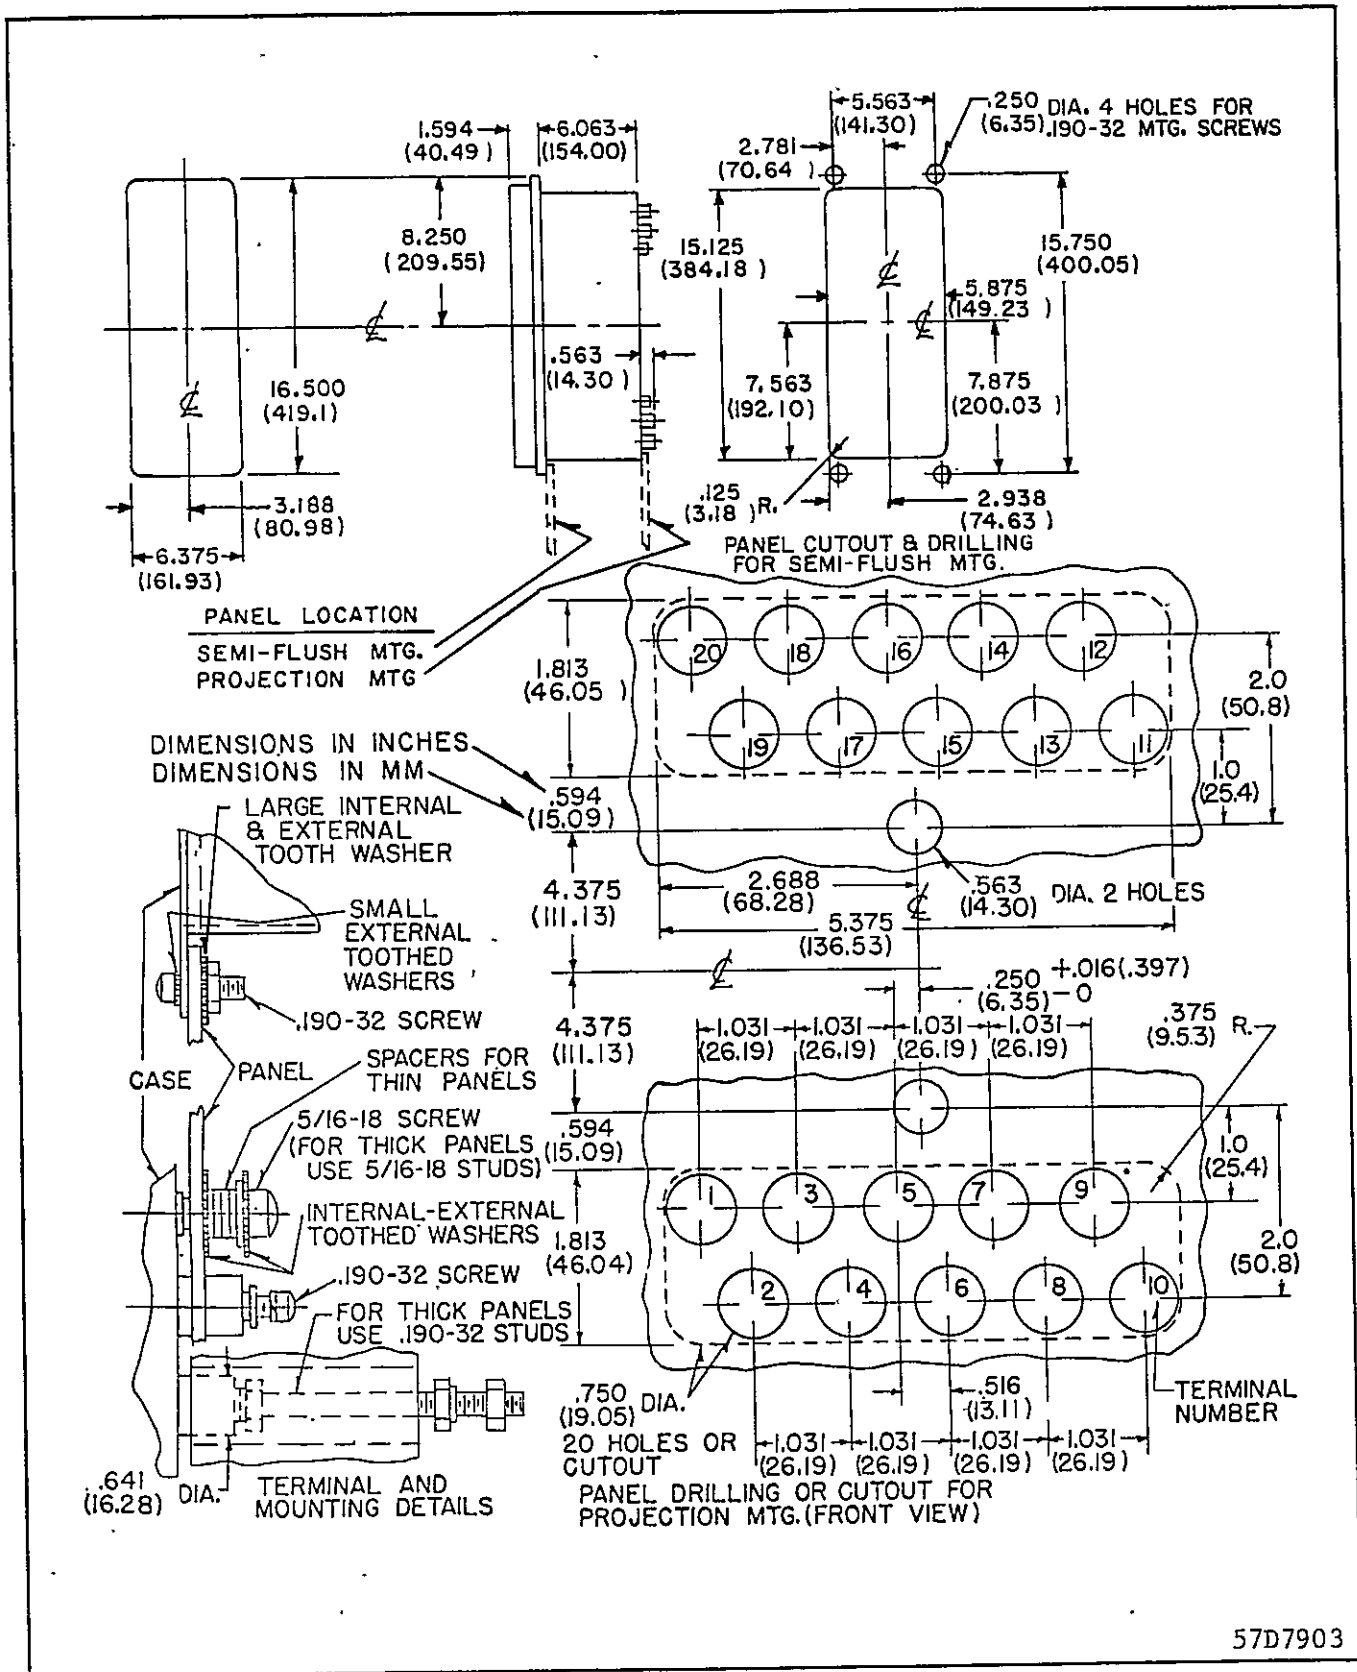 1.594
(40.49 )
6.063
(154.00)
5.563
(141.30)
.250 DIA. 4 HOLES FOR
(6.35) .190-32 MTG. SCREWS
2.781
(70.64 )
8.250
(209.55)
15.125
(384.18 )
15.750
(400.05)
5.875
(149.23 )
.563
(14.30 )
16.500
(419.1)
7.563
(192.10)
7.875
(200.03 )
3.188
(80.98)
6.375
(161.93)
.125
(3.18 ) R.
2.938
(74.63 )
PANEL CUTOUT & DRILLING
FOR SEMI-FLUSH MTG.
PANEL LOCATION
SEMI-FLUSH MTG.
PROJECTION MTG
1.813
(46.05 )
20 18 16 14 12
19 17 15 13 11
2.0
(50.8)
1.0
(25.4)
DIMENSIONS IN INCHES
DIMENSIONS IN MM
.594
(15.09)
LARGE INTERNAL
& EXTERNAL
TOOTH WASHER
4.375
(111.13)
2.688
(68.28)
5.375
(136.53)
.563
(14.30) DIA. 2 HOLES
SMALL
EXTERNAL
TOOTHED
WASHERS
.190-32 SCREW
.250 +.016(.397)
(6.35) -0
4.375
(111.13)
1.031 1.031 1.031 1.031
(26.19) (26.19) (26.19) (26.19)
.375 R.
(9.53)
CASE
PANEL
SPACERS FOR
THIN PANELS
5/16-18 SCREW
(FOR THICK PANELS
USE 5/16-18 STUDS)
.594
(15.09)
1.0
(25.4)
1 3 5 7 9
INTERNAL-EXTERNAL
TOOTHED WASHERS
1.813
(46.04)
2.0
(50.8)
2 4 6 8 10
.190-32 SCREW
FOR THICK PANELS
USE .190-32 STUDS
.750 DIA.
(19.05)
20 HOLES OR
CUTOUT
.516
(13.11)
TERMINAL
NUMBER
1.031 1.031 1.031 1.031
(26.19) (26.19) (26.19) (26.19)
.641
(16.28) DIA.
TERMINAL AND
MOUNTING DETAILS
PANEL DRILLING OR CUTOUT FOR
PROJECTION MTG.(FRONT VIEW)
57D7903